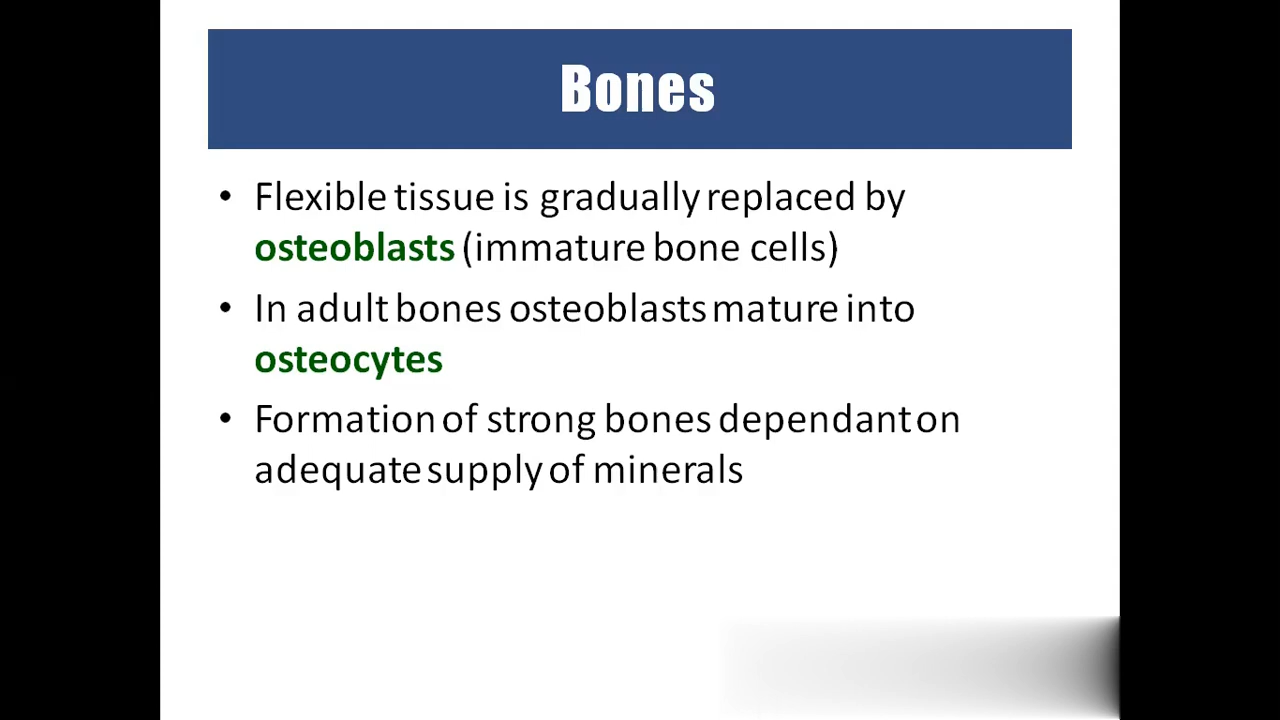 Bones
• Flexible tissue is gradually replaced by
osteoblasts (immature bone cells)
• In adult bones osteoblasts mature into
osteocytes
• Formation of strong bones dependant on
adequate supply of minerals